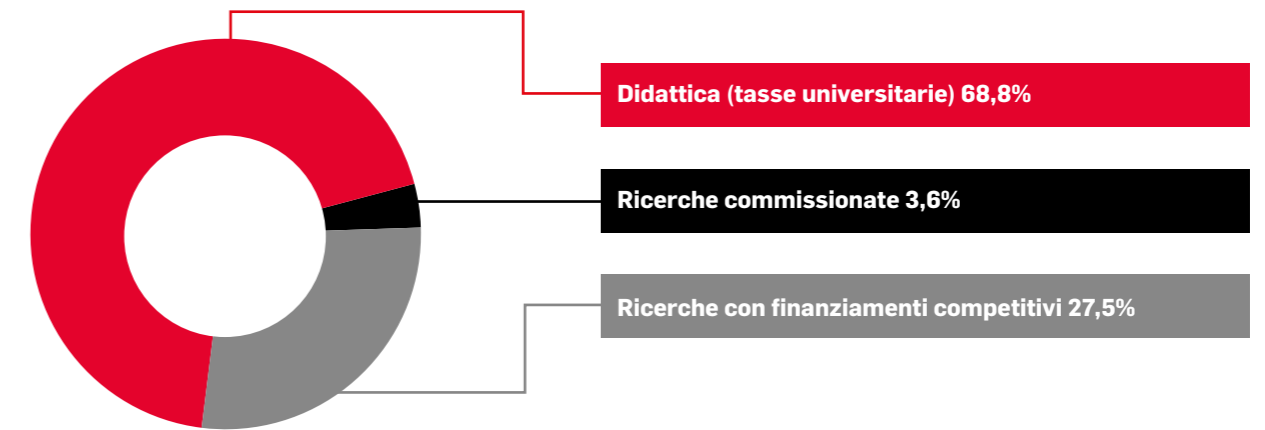 Didattica (tasse universitarie) 68,8%
Ricerche commissionate 3,6%
Ricerche con finanziamenti competitivi 27,5%